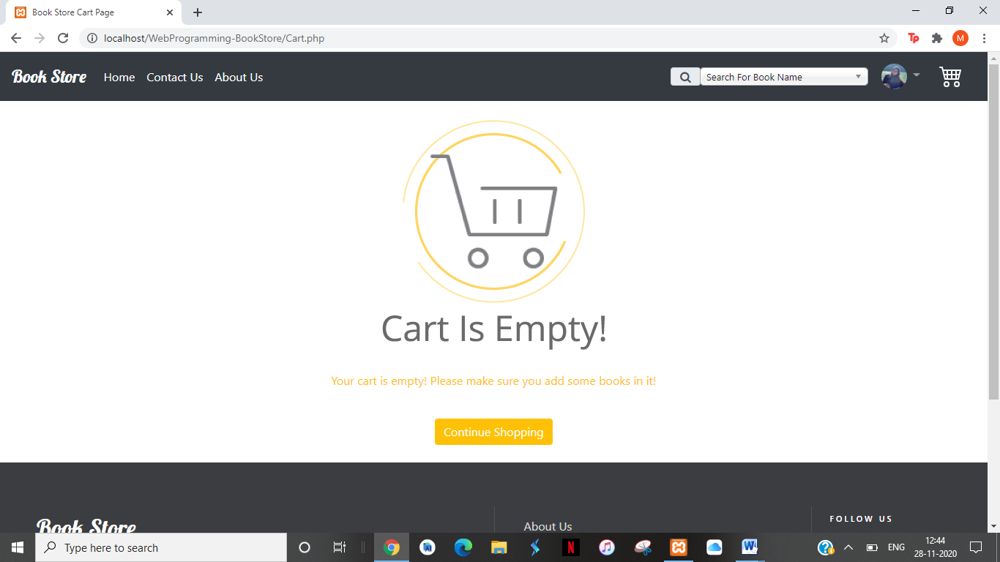 Book Store Cart Page
localhost/WebProgramming-BookStore/Cart.php
Tp
M
Book Store Home Contact Us About Us Search For Book Name
Cart Is Empty!
Your cart is empty! Please make sure you add some books in it!
Continue Shopping
FOLLOW US
Book Store About Us
Type here to search
N
W
ENG
12:44
28-11-2020